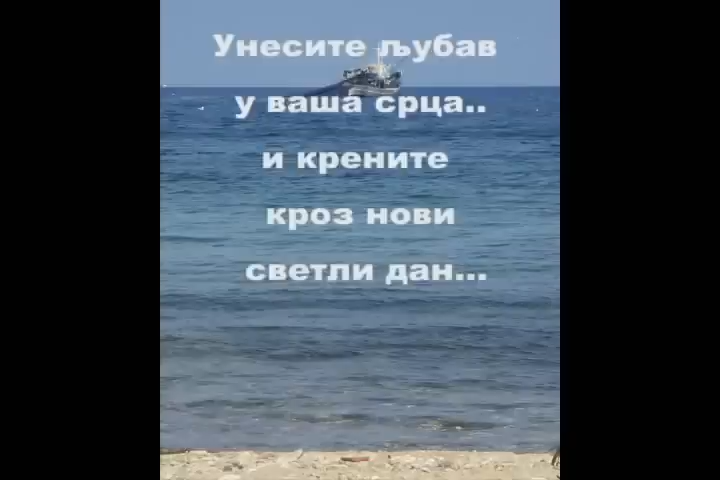 Унесите љубав
у ваша срца..
и крените
кроз нови
светли дан...